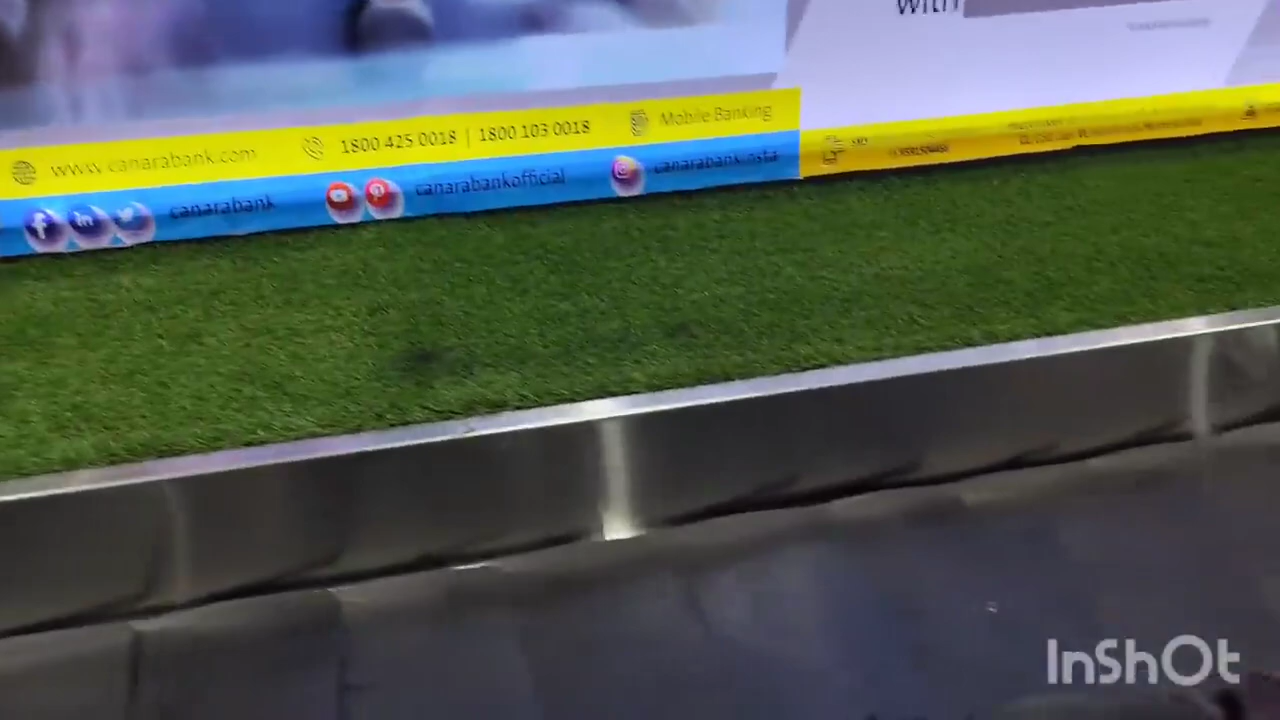 with
www.canarabank.com 1800 425 0018 | 1800 103 0018 Mobile Banking
canarabank canarabankofficial canarabank.insta
InShOt